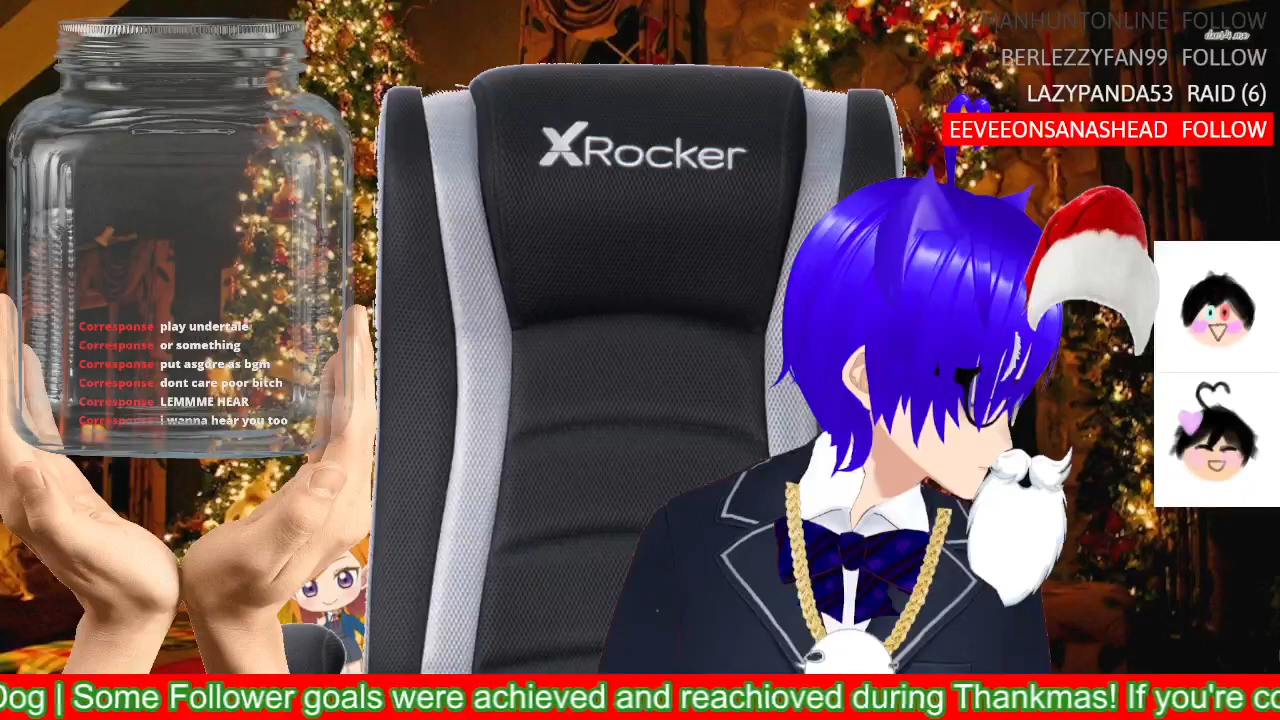 MANHUNTONLINE FOLLOW
BERLEZZYFAN99 FOLLOW
LAZYPANDA53 RAID (6)
EEVEEONSANASHEAD FOLLOW
XRocker
Corresponse play undertale
Corresponse or something
Corresponse put asgore as bgm
Corresponse dont care poor bitch
Corresponse LEMMME HEAR
Corresponse i wanna hear you too
Dog | Some Follower goals were achieved and reachioved during Thankmas! If you're co